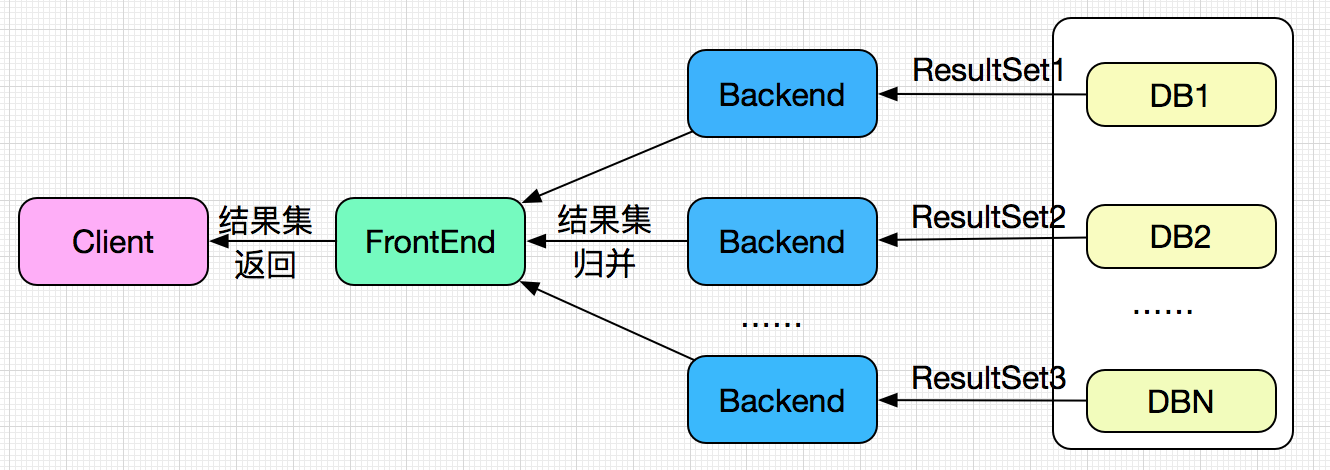 Backend
ResultSet1
DB1
Client
结果集
返回
FrontEnd
结果集
归并
Backend
ResultSet2
DB2
......
......
Backend
ResultSet3
DBN